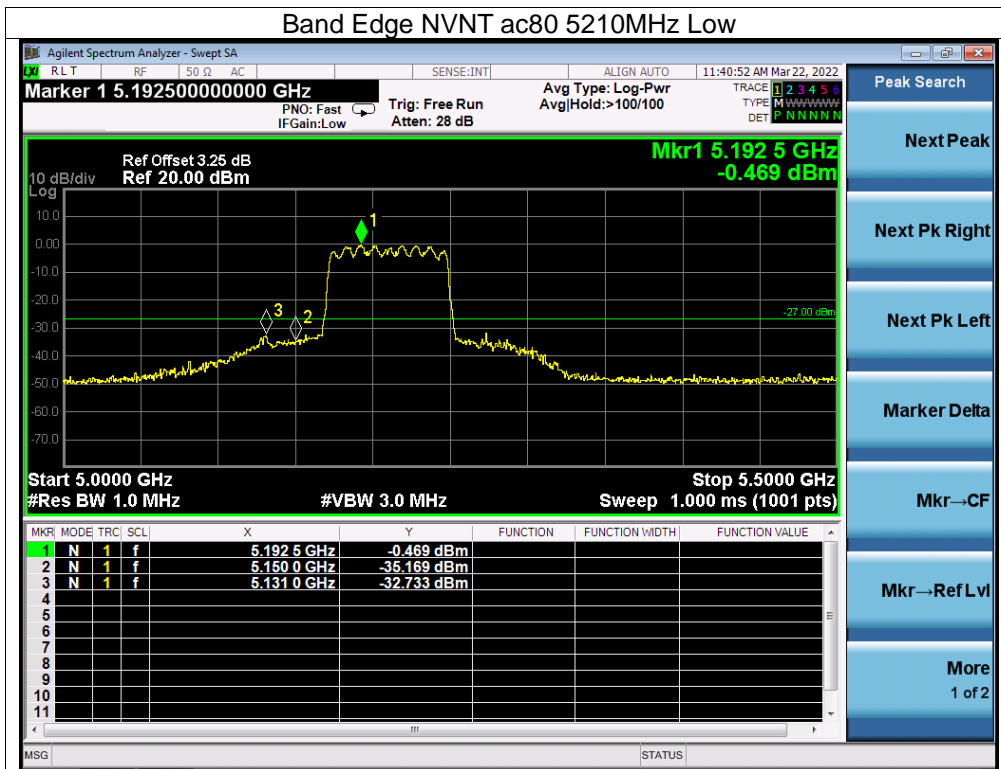 Band Edge NVNT ac80 5210MHz Low
Agilent Spectrum Analyzer - Swept SA
LXI RLT RF 50 Ω AC SENSE:INT ALIGN AUTO 11:40:52 AM Mar 22, 2022
Marker 1 5.192500000000 GHz
PNO: Fast
IFGain:Low
Trig: Free Run
Atten: 28 dB
Avg Type: Log-Pwr
Avg|Hold:>100/100
TRACE 1 2 3 4 5 6
TYPE M WWWWW
DET P N N N N N
Peak Search
Next Peak
Next Pk Right
Next Pk Left
Marker Delta
Mkr→CF
Mkr→Ref Lvl
More
1 of 2
Mkr1 5.192 5 GHz
-0.469 dBm
Ref Offset 3.25 dB
10 dB/div Ref 20.00 dBm
Log
10.0
0.00
-10.0
-20.0
-30.0
-40.0
-50.0
-60.0
-70.0
1
3
2
-27.00 dBm
Start 5.0000 GHz Stop 5.5000 GHz
#Res BW 1.0 MHz #VBW 3.0 MHz Sweep 1.000 ms (1001 pts)
MKR MODE TRC SCL X Y FUNCTION FUNCTION WIDTH FUNCTION VALUE
1 N 1 f 5.192 5 GHz -0.469 dBm
2 N 1 f 5.150 0 GHz -35.169 dBm
3 N 1 f 5.131 0 GHz -32.733 dBm
4
5
6
7
8
9
10
11
MSG STATUS